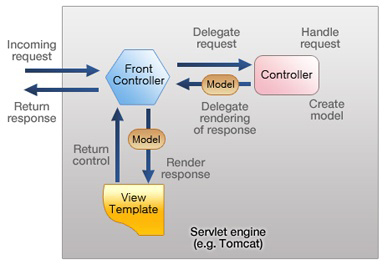 Incoming
request
Return
response
Front
Controller
Delegate
request
Model
Delegate
rendering
of response
Handle
request
Controller
Create
model
Model
Return
control
Render
response
View
Template
Servlet engine
(e.g. Tomcat)